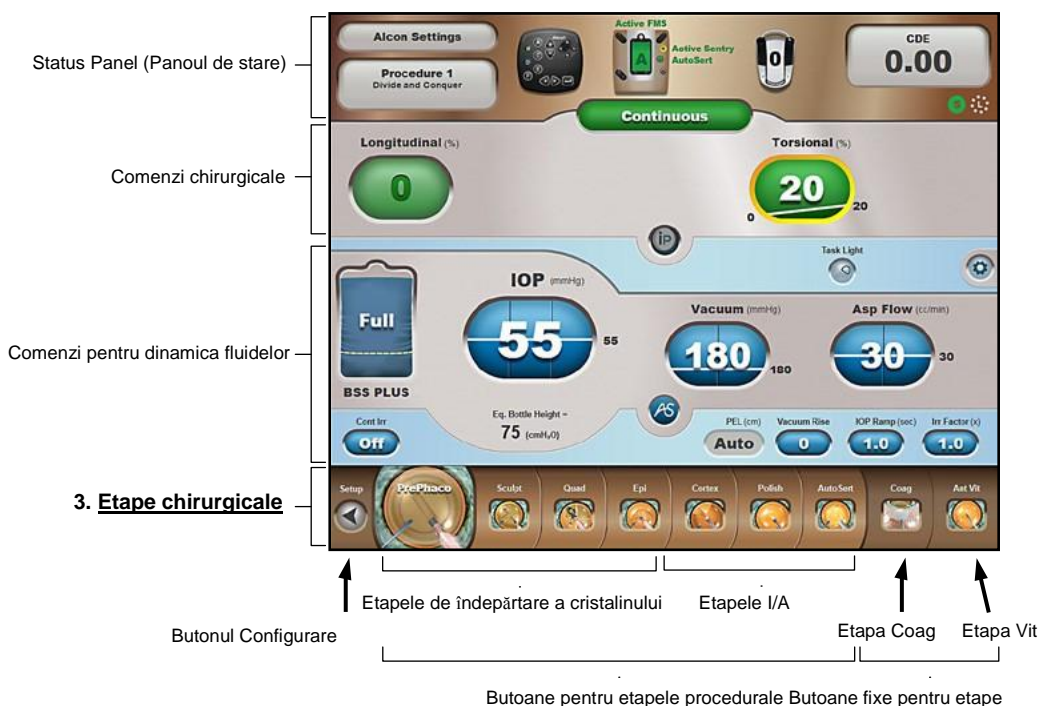 Status Panel (Panoul de stare)
Alcon Settings
Procedure 1
Divide and Conquer
Active FMS
A
Active Sentry
AutoSert
0
CDE
0.00
S
L
Continuous
Comenzi chirurgicale
Longitudinal (%)
0
Torsional (%)
20
0
20
iP
Task Light
Comenzi pentru dinamica fluidelor
Full
BSS PLUS
IOP (mmHg)
55
55
Vacuum (mmHg)
180
180
Asp Flow (cc/min)
30
30
Eq. Bottle Height =
75 (cmH₂O)
AS
Cont Irr
Off
PEL (cm)
Auto
Vacuum Rise
0
IOP Ramp (sec)
1.0
Irr Factor (x)
1.0
3. Etape chirurgicale
Setup
PrePhaco
Sculpt
Quad
Epi
Cortex
Polish
AutoSert
Coag
Ant Vit
Etapele de îndepărtare a cristalinului
Etapele I/A
Butonul Configurare
Etapa Coag
Etapa Vit
Butoane pentru etapele procedurale Butoane fixe pentru etape